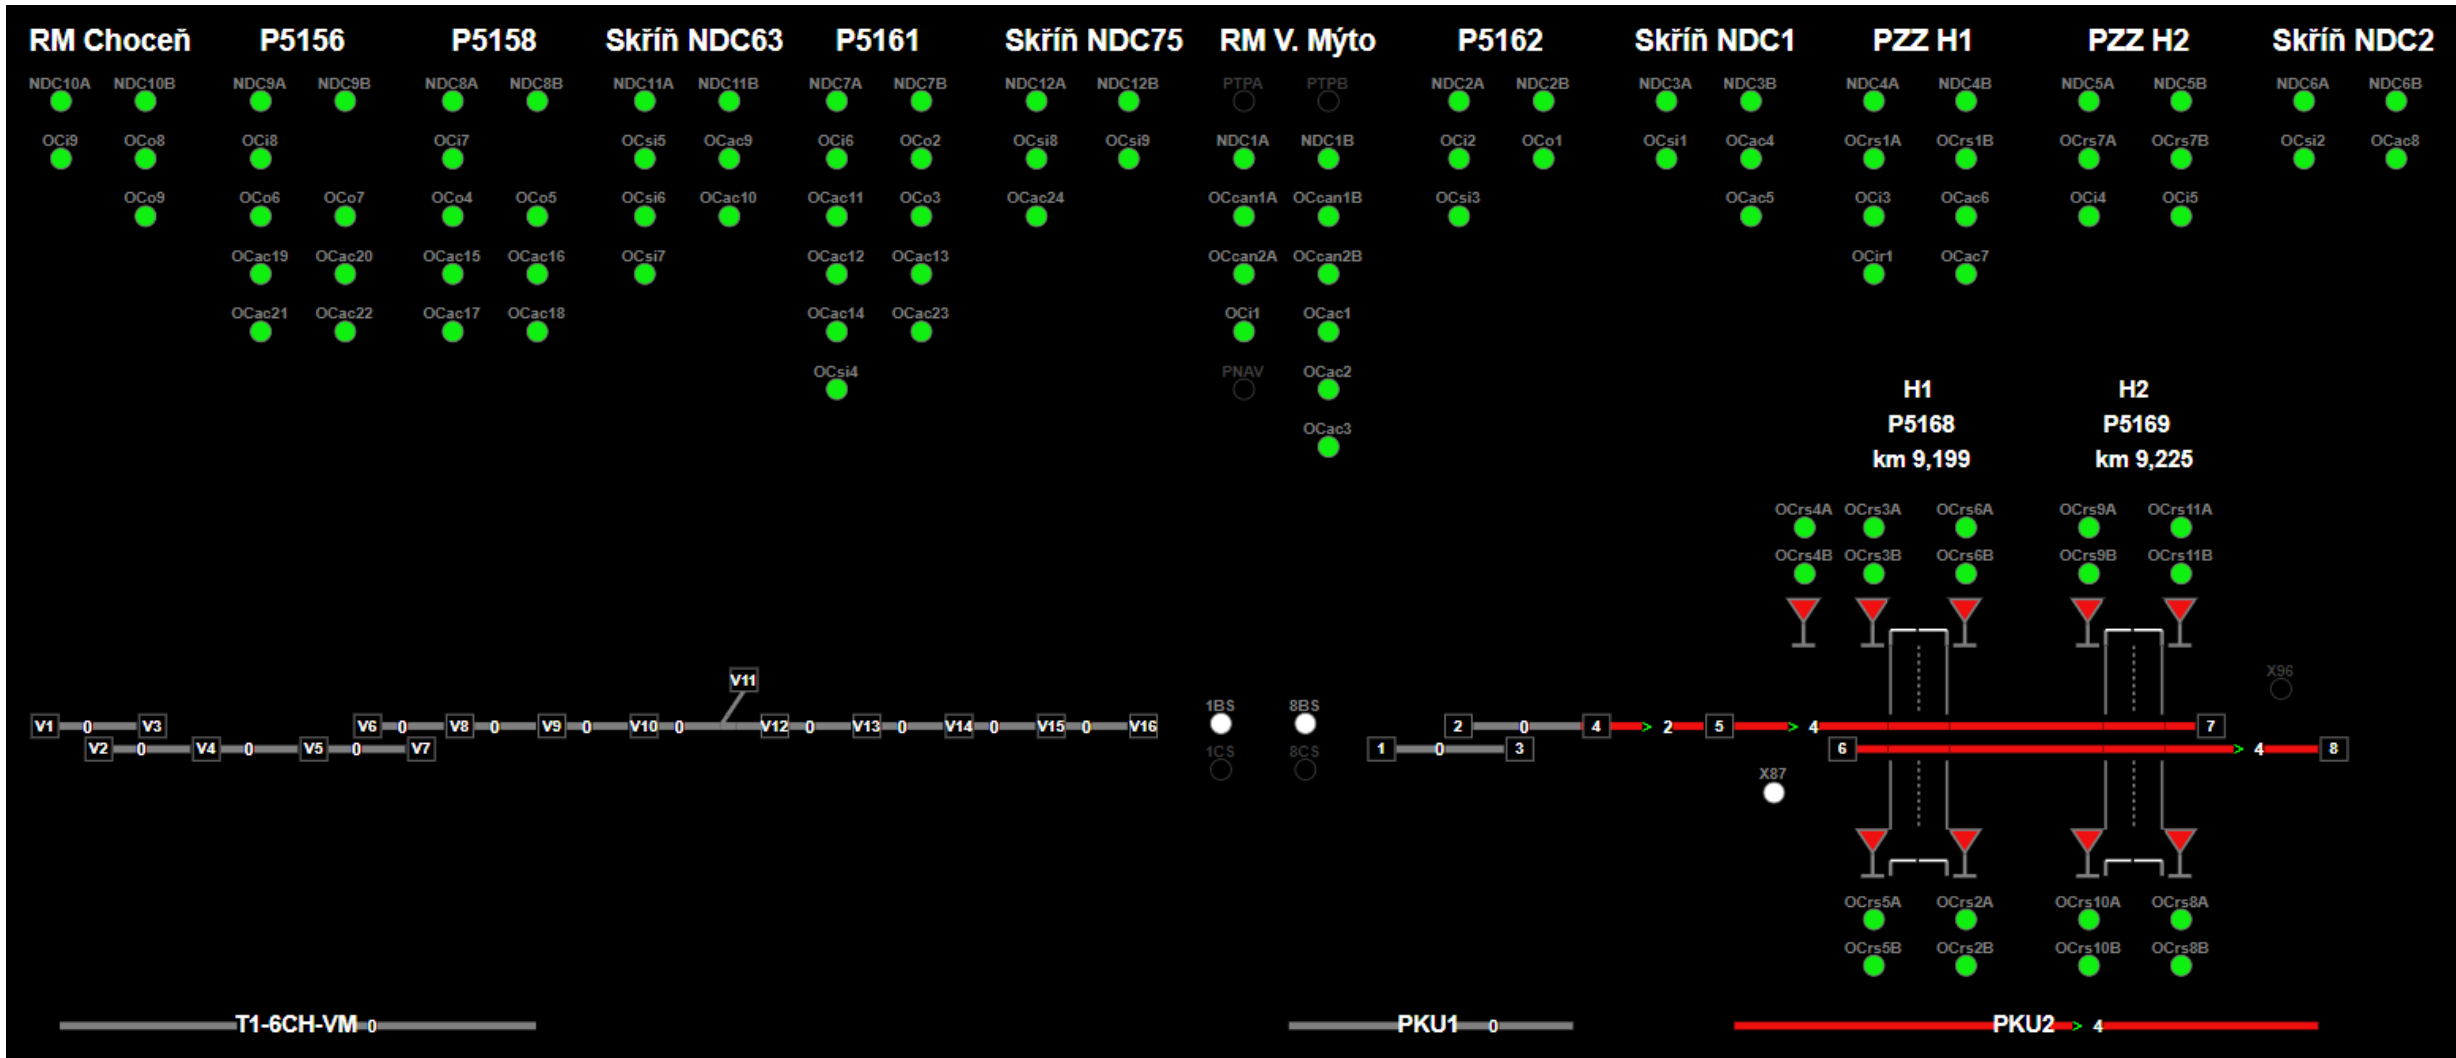 RM Choceň P5156 P5158 Skříň NDC63 P5161 Skříň NDC75 RM V. Mýto P5162 Skříň NDC1 PZZ H1 PZZ H2 Skříň NDC2
NDC10A NDC10B NDC9A NDC9B NDC8A NDC8B NDC11A NDC11B NDC7A NDC7B NDC12A NDC12B PTPA PTPB NDC2A NDC2B NDC3A NDC3B NDC4A NDC4B NDC5A NDC5B NDC6A NDC6B
OCi9 OCo8 OCi8 OCi7 OCsi5 OCac9 OCi6 OCo2 OCsi8 OCsi9 NDC1A NDC1B OCi2 OCo1 OCsi1 OCac4 OCrs1A OCrs1B OCrs7A OCrs7B OCsi2 OCac8
OCo9 OCo6 OCo7 OCo4 OCo5 OCsi6 OCac10 OCac11 OCo3 OCac24 OCcan1A OCcan1B OCsi3 OCac5 OCi3 OCac6 OCi4 OCi5
OCac19 OCac20 OCac15 OCac16 OCsi7 OCac12 OCac13 OCcan2A OCcan2B OCir1 OCac7
OCac21 OCac22 OCac17 OCac18 OCac14 OCac23 OCi1 OCac1
OCsi4 PNAV OCac2
H1 H2
P5168 P5169
OCac3
km 9,199 km 9,225
OCrs4A OCrs3A OCrs6A OCrs9A OCrs11A
OCrs4B OCrs3B OCrs6B OCrs9B OCrs11B
V11
X96
1BS 8BS
V1 0 V3 V6 0 V8 0 V9 0 V10 0 V12 0 V13 0 V14 0 V15 0 V16 2 0 4 > 2 5 > 4 7
V2 0 V4 0 V5 0 V7 1 0 3 6 > 4 8
1CS 8CS
X87
OCrs5A OCrs2A OCrs10A OCrs8A
OCrs5B OCrs2B OCrs10B OCrs8B
T1-6CH-VM 0 PKU1 0 PKU2 > 4